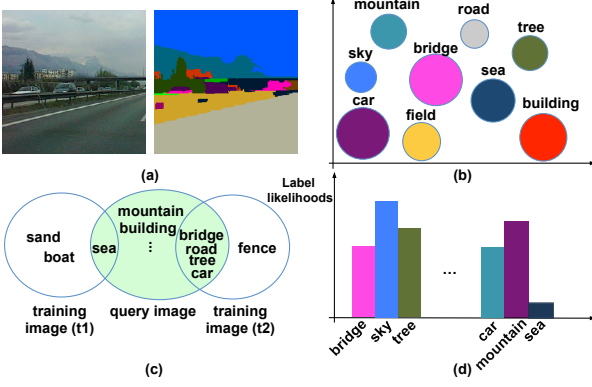 mountain
road
tree
bridge
sky
sea
car
field
building
(a)
(b)
Label
likelihoods
mountain
building
⋮
sand
boat
sea
bridge
road
tree
car
fence
training
image (t1)
query image
training
image (t2)
(c)
...
bridge
sky
tree
car
mountain
sea
(d)